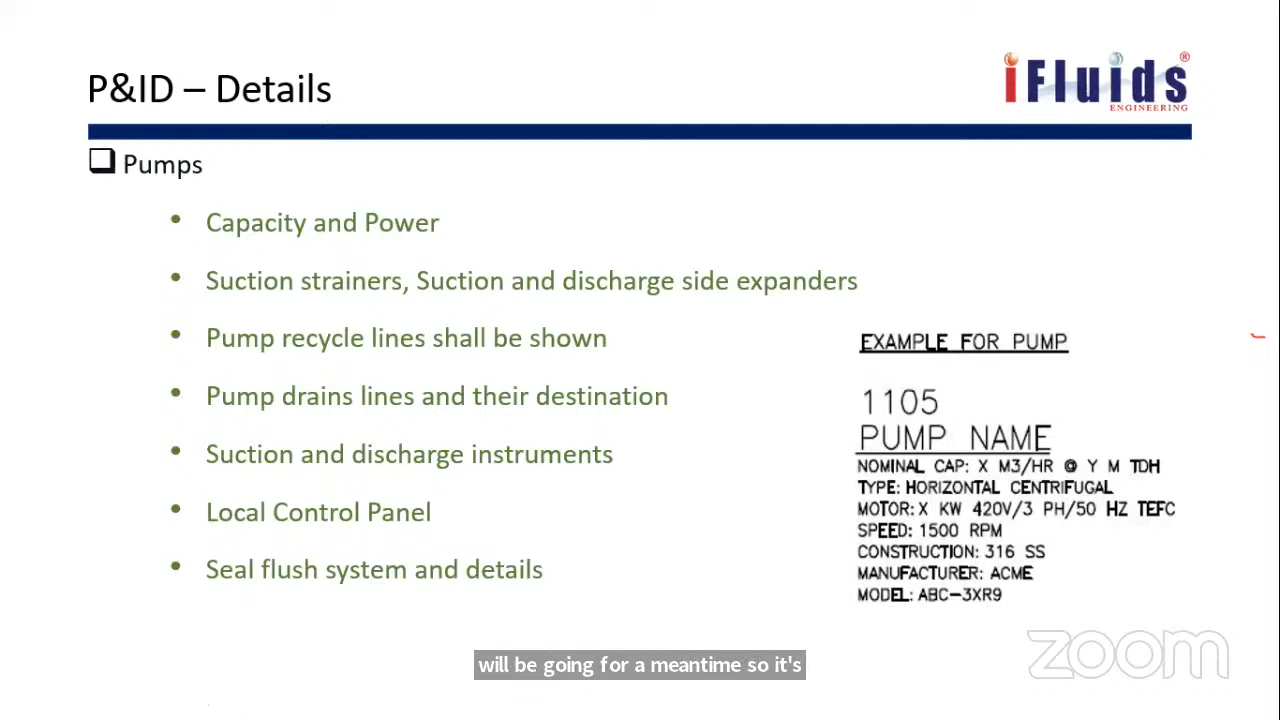 P&ID – Details
iFluids®
ENGINEERING
Pumps
• Capacity and Power
• Suction strainers, Suction and discharge side expanders
• Pump recycle lines shall be shown
• Pump drains lines and their destination
• Suction and discharge instruments
• Local Control Panel
• Seal flush system and details
EXAMPLE FOR PUMP
1105
PUMP NAME
NOMINAL CAP: X M3/HR @ Y M TDH
TYPE: HORIZONTAL CENTRIFUGAL
MOTOR: X KW 420V/3 PH/50 HZ TEFC
SPEED: 1500 RPM
CONSTRUCTION: 316 SS
MANUFACTURER: ACME
MODEL: ABC-3XR9
zoom
will be going for a meantime so it's